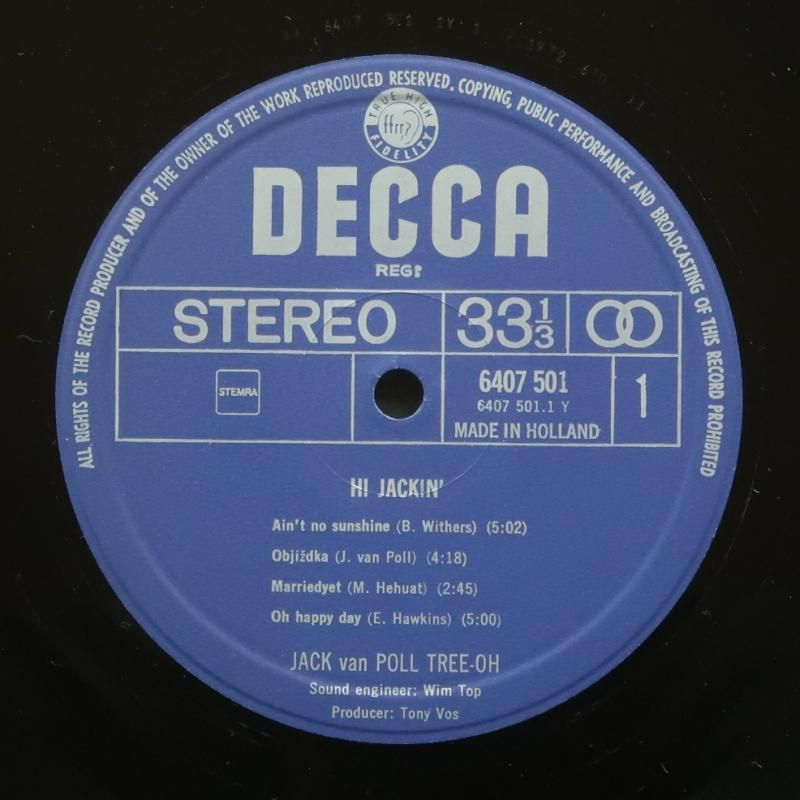 ALL RIGHTS OF THE RECORD PRODUCER AND OF THE OWNER OF THE WORK REPRODUCED RESERVED. COPYING, PUBLIC PERFORMANCE AND BROADCASTING OF THIS RECORD PROHIBITED
TRUE HIGH
ffrr
FIDELITY
DECCA
REGD
STEREO 33 1/3
STEMRA
6407 501
6407 501.1 Y
MADE IN HOLLAND
1
HI JACKIN'
Ain't no sunshine (B. Withers) (5:02)
Objíždka (J. van Poll) (4:18)
Marriedyet (M. Hehuat) (2:45)
Oh happy day (E. Hawkins) (5:00)
JACK van POLL TREE-OH
Sound engineer: Wim Top
Producer: Tony Vos